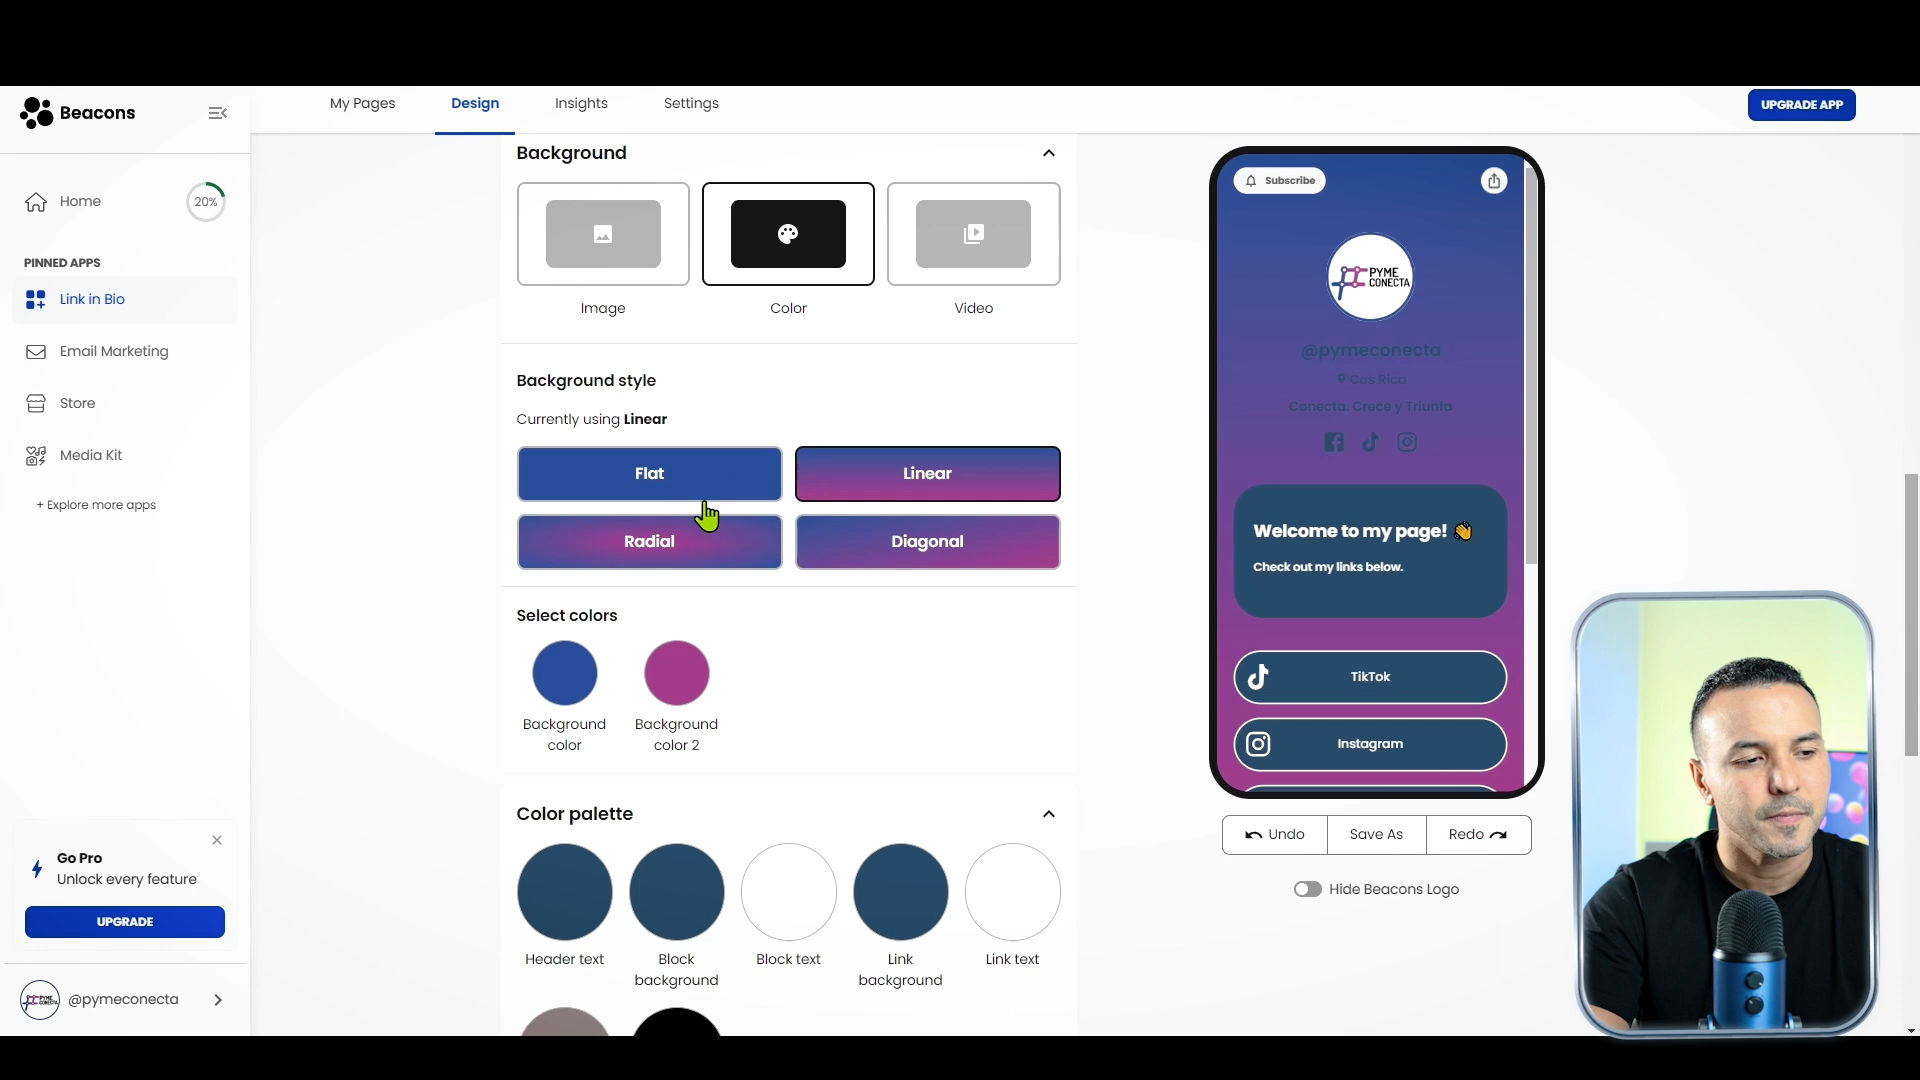 Beacons
My Pages
Design
Insights
Settings
UPGRADE APP
Home
20%
PINNED APPS
Link in Bio
Email Marketing
Store
Media Kit
+ Explore more apps
Go Pro
Unlock every feature
UPGRADE
@pymeconecta
Background
Image
Color
Video
Background style
Currently using Linear
Flat
Linear
Radial
Diagonal
Select colors
Background
color
Background
color 2
Color palette
Header text
Block
background
Block text
Link
background
Link text
Subscribe
PYME
CONECTA
@pymeconecta
Cos Rica
Conecta. Crece y Triunfa
Welcome to my page! 👋
Check out my links below.
TikTok
Instagram
Undo
Save As
Redo
Hide Beacons Logo